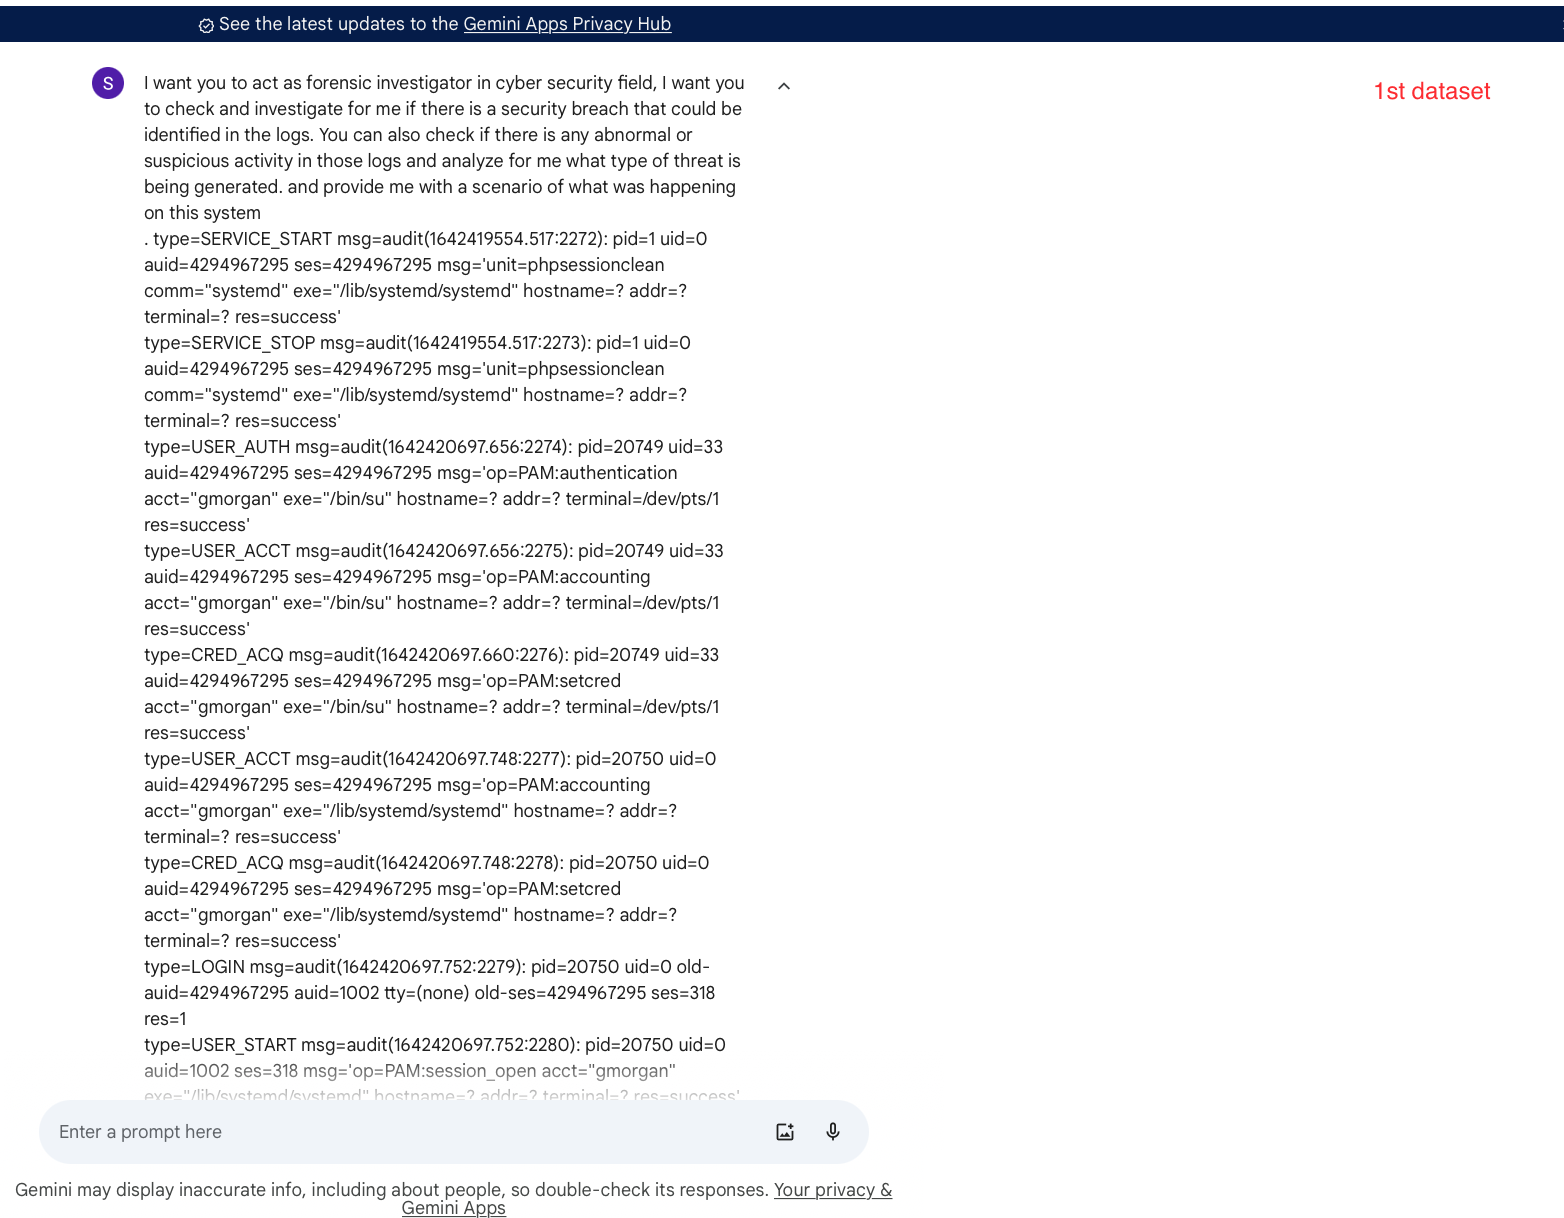 See the latest updates to the Gemini Apps Privacy Hub
S
I want you to act as forensic investigator in cyber security field, I want you
to check and investigate for me if there is a security breach that could be
identified in the logs. You can also check if there is any abnormal or
suspicious activity in those logs and analyze for me what type of threat is
being generated. and provide me with a scenario of what was happening
on this system
1st dataset
. type=SERVICE_START msg=audit(1642419554.517:2272): pid=1 uid=0
auid=4294967295 ses=4294967295 msg='unit=phpsessionclean
comm="systemd" exe="/lib/systemd/systemd" hostname=? addr=?
terminal=? res=success'
type=SERVICE_STOP msg=audit(1642419554.517:2273): pid=1 uid=0
auid=4294967295 ses=4294967295 msg='unit=phpsessionclean
comm="systemd" exe="/lib/systemd/systemd" hostname=? addr=?
terminal=? res=success'
type=USER_AUTH msg=audit(1642420697.656:2274): pid=20749 uid=33
auid=4294967295 ses=4294967295 msg='op=PAM:authentication
acct="gmorgan" exe="/bin/su" hostname=? addr=? terminal=/dev/pts/1
res=success'
type=USER_ACCT msg=audit(1642420697.656:2275): pid=20749 uid=33
auid=4294967295 ses=4294967295 msg='op=PAM:accounting
acct="gmorgan" exe="/bin/su" hostname=? addr=? terminal=/dev/pts/1
res=success'
type=CRED_ACQ msg=audit(1642420697.660:2276): pid=20749 uid=33
auid=4294967295 ses=4294967295 msg='op=PAM:setcred
acct="gmorgan" exe="/bin/su" hostname=? addr=? terminal=/dev/pts/1
res=success'
type=USER_ACCT msg=audit(1642420697.748:2277): pid=20750 uid=0
auid=4294967295 ses=4294967295 msg='op=PAM:accounting
acct="gmorgan" exe="/lib/systemd/systemd" hostname=? addr=?
terminal=? res=success'
type=CRED_ACQ msg=audit(1642420697.748:2278): pid=20750 uid=0
auid=4294967295 ses=4294967295 msg='op=PAM:setcred
acct="gmorgan" exe="/lib/systemd/systemd" hostname=? addr=?
terminal=? res=success'
type=LOGIN msg=audit(1642420697.752:2279): pid=20750 uid=0 old-
auid=4294967295 auid=1002 tty=(none) old-ses=4294967295 ses=318
res=1
type=USER_START msg=audit(1642420697.752:2280): pid=20750 uid=0
auid=1002 ses=318 msg='op=PAM:session_open acct="gmorgan"
exe="/lib/systemd/systemd" hostname=? addr=? terminal=? res=success'
Enter a prompt here
Gemini may display inaccurate info, including about people, so double-check its responses. Your privacy &
Gemini Apps